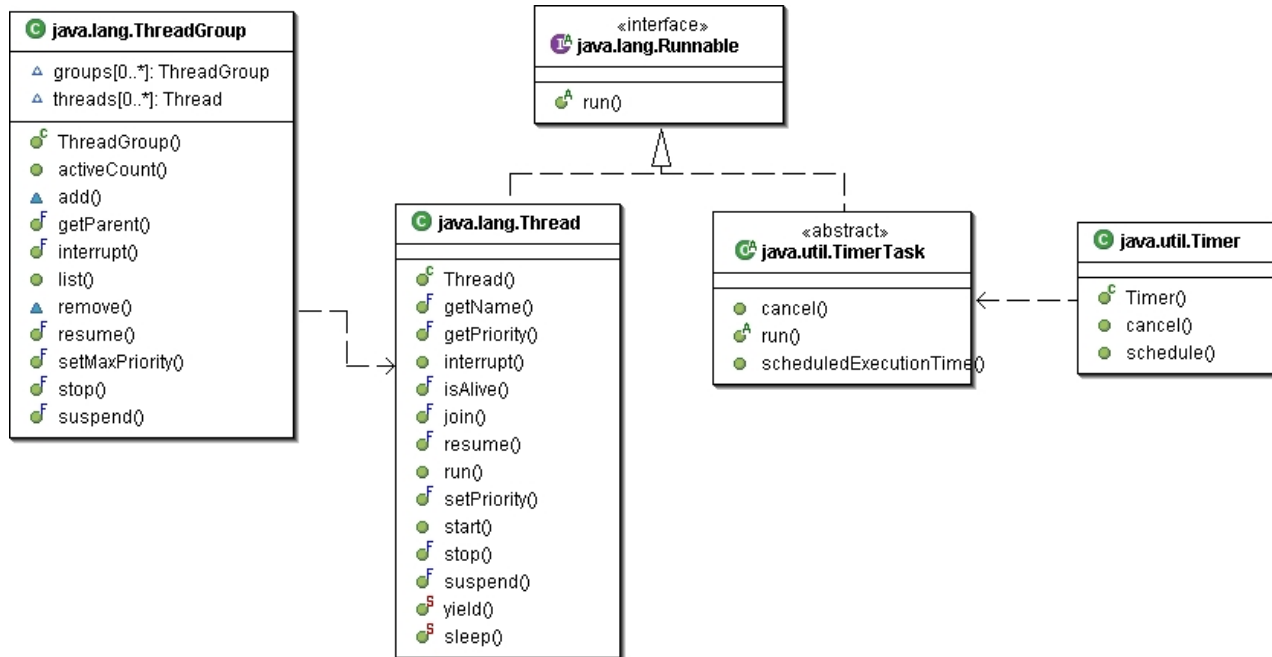 C java.lang.ThreadGroup
groups[0..*]: ThreadGroup
threads[0..*]: Thread
C ThreadGroup()
activeCount()
add()
F getParent()
F interrupt()
list()
remove()
F resume()
F setMaxPriority()
F stop()
F suspend()
«interface»
I A java.lang.Runnable
A run()
C java.lang.Thread
C Thread()
F getName()
F getPriority()
interrupt()
F isAlive()
F join()
F resume()
run()
F setPriority()
start()
F stop()
F suspend()
S yield()
S sleep()
«abstract»
C A java.util.TimerTask
cancel()
A run()
scheduledExecutionTime()
C java.util.Timer
C Timer()
cancel()
schedule()